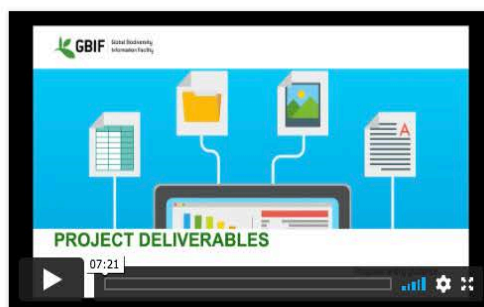 GBIF
Global Biodiversity
Information Facility
A
PROJECT DELIVERABLES
07:21